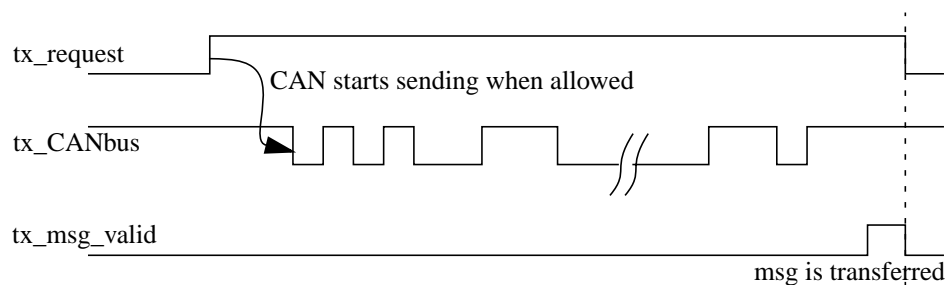 tx_request
CAN starts sending when allowed
tx_CANbus
tx_msg_valid
msg is transferred